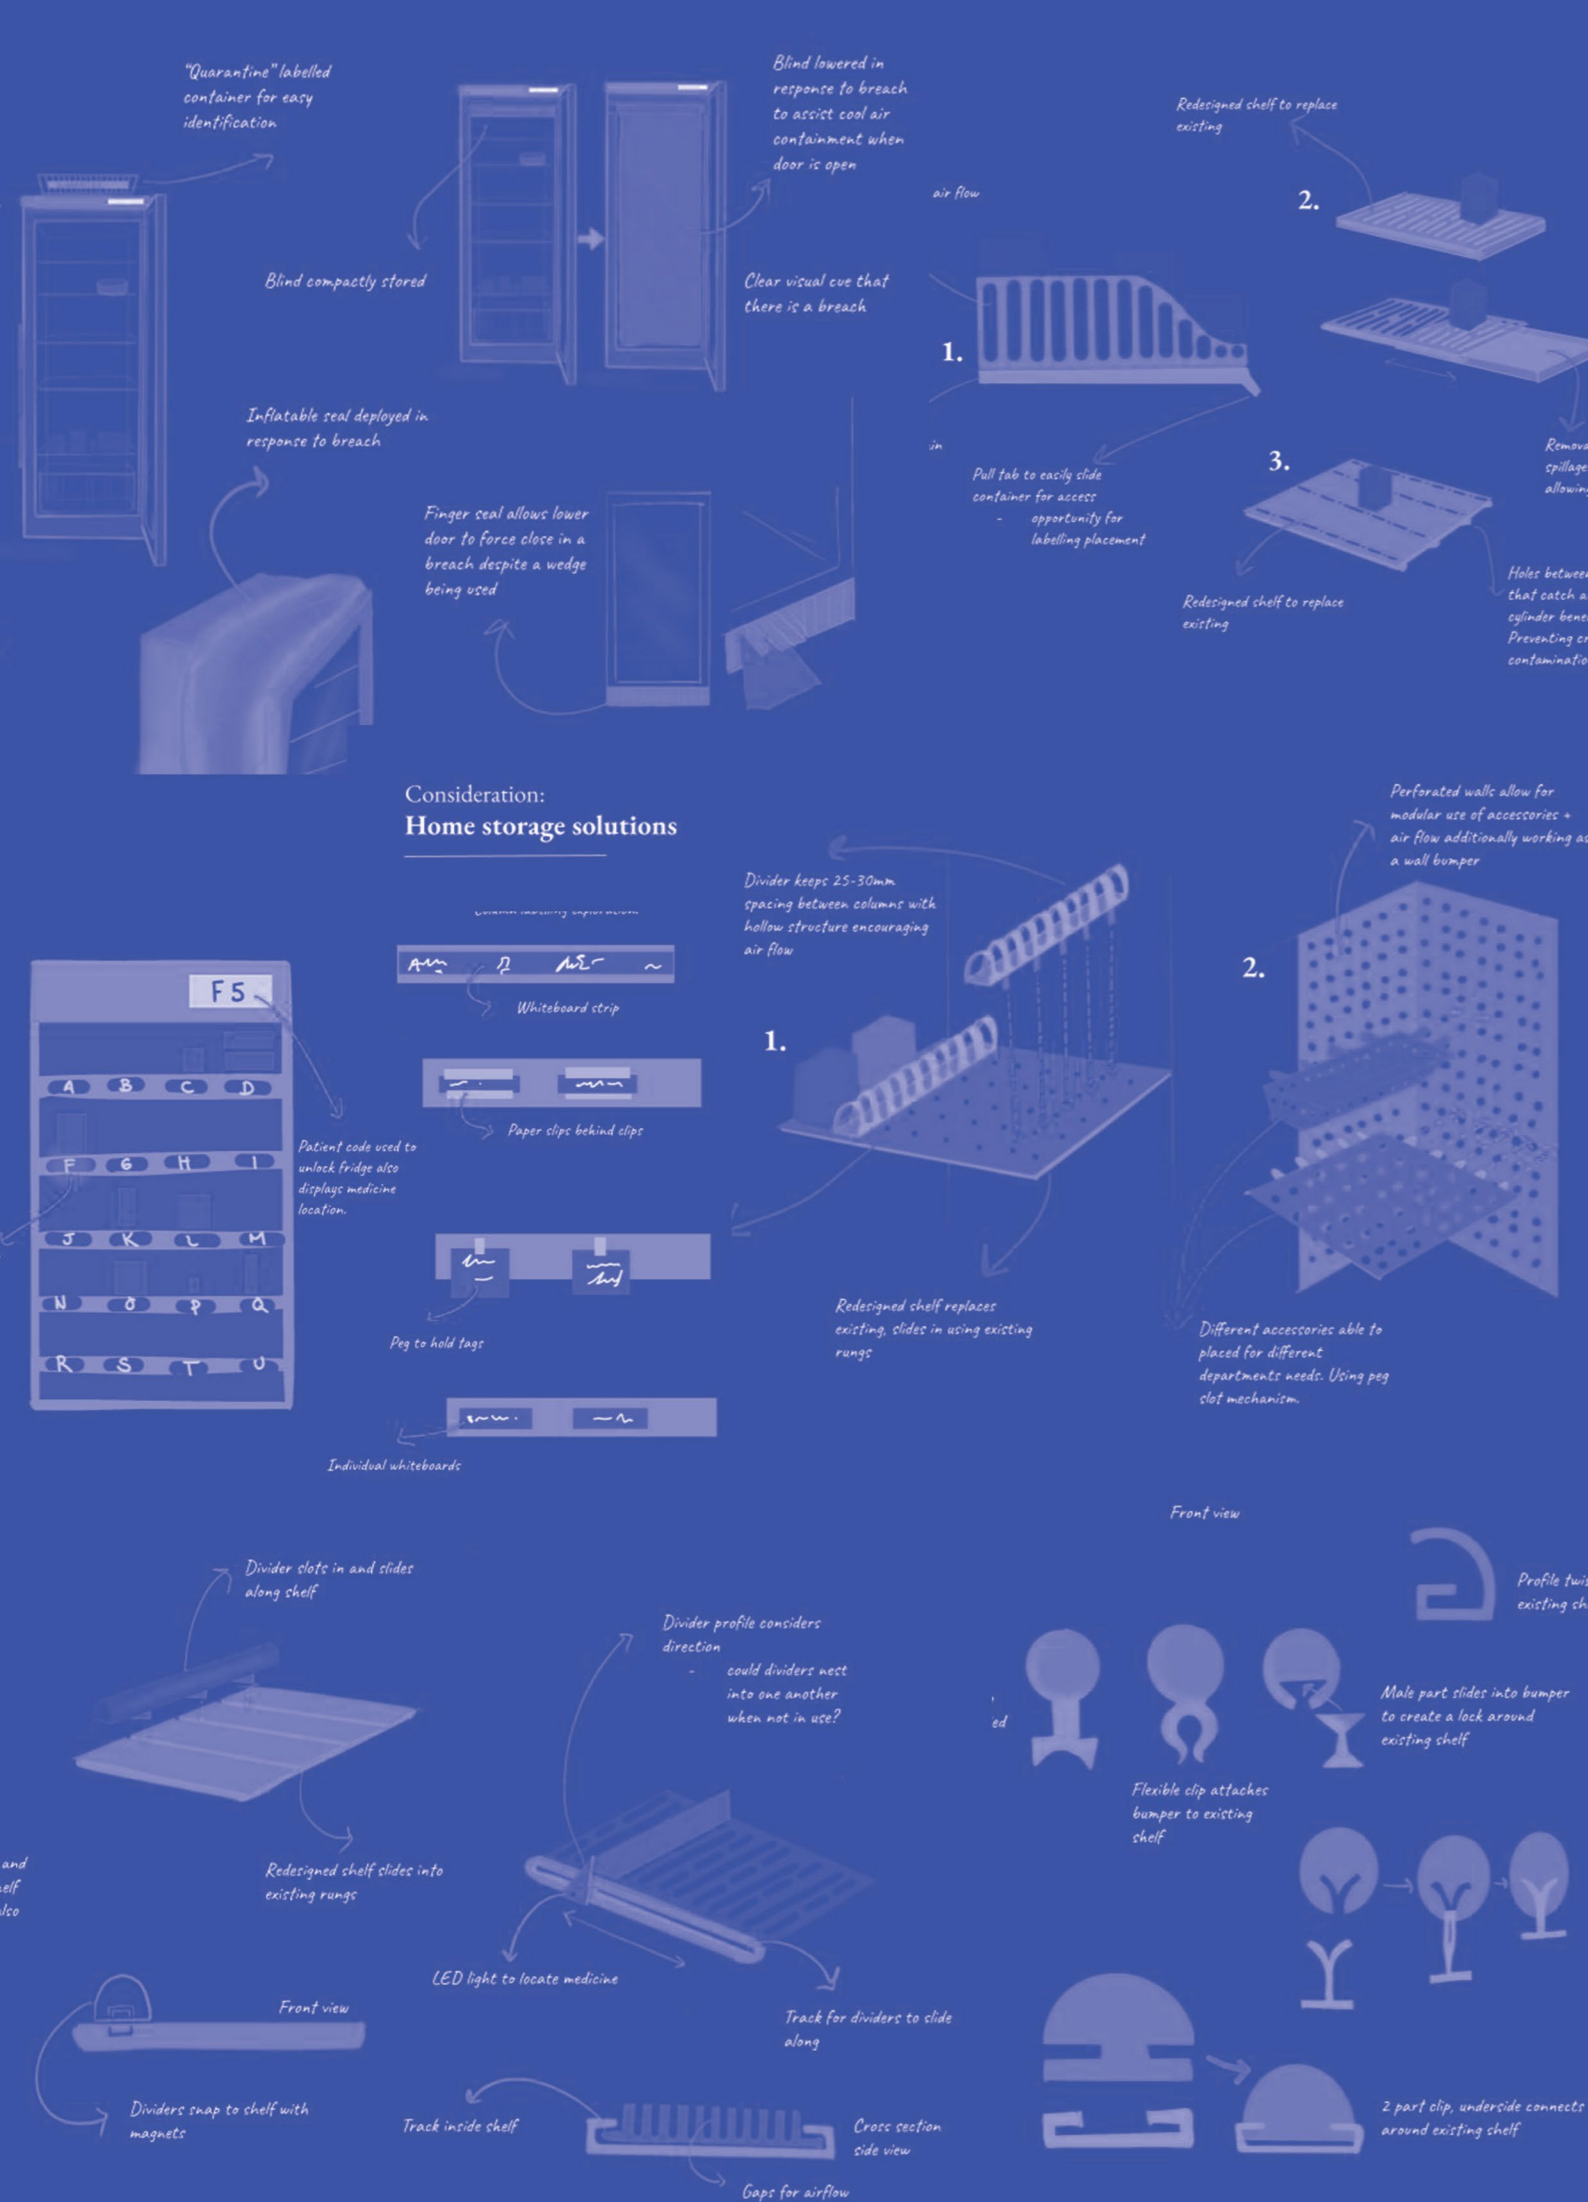 "Quarantine" labelled
container for easy
identification
Blind lowered in
response to breach
to assist cool air
containment when
door is open
Blind compactly stored
Clear visual cue that
there is a breach
Inflatable seal deployed in
response to breach
Finger seal allows lower
door to force close in a
breach despite a wedge
being used
air flow
Redesigned shelf to replace
existing
2.
1.
Pull tab to easily slide
container for access
- opportunity for
labelling placement
3.
spillage
Redesigned shelf to replace
existing
Holes between
that catch
cylinder
Preventing
Consideration:
Home storage solutions
F5
A B C D
F G H I
J K L M
N O P Q
R S T U
Patient code used to
unlock fridge also
displays medicine
location.
Whiteboard strip
Paper slips behind clips
Peg to hold tags
Individual whiteboards
Divider keeps 25-30mm
spacing between columns with
hollow structure encouraging
air flow
1.
Redesigned shelf replaces
existing, slides in using existing
rungs
Perforated walls allow for
modular use of accessories +
air flow additionally working as
a wall bumper
2.
Different accessories able to
placed for different
departments needs. Using peg
slot mechanism.
Divider slots in and slides
along shelf
Redesigned shelf slides into
existing rungs
and
Front view
Dividers snap to shelf with
magnets
Divider profile considers
direction
- could dividers nest
into one another
when not in use?
LED light to locate medicine
Track for dividers to slide
along
Track inside shelf
Cross section
side view
Gaps for airflow
Front view
Profile
existing
Male part slides into bumper
to create a lock around
existing shelf
Flexible clip attaches
bumper to existing
shelf
2 part clip, underside connects
around existing shelf